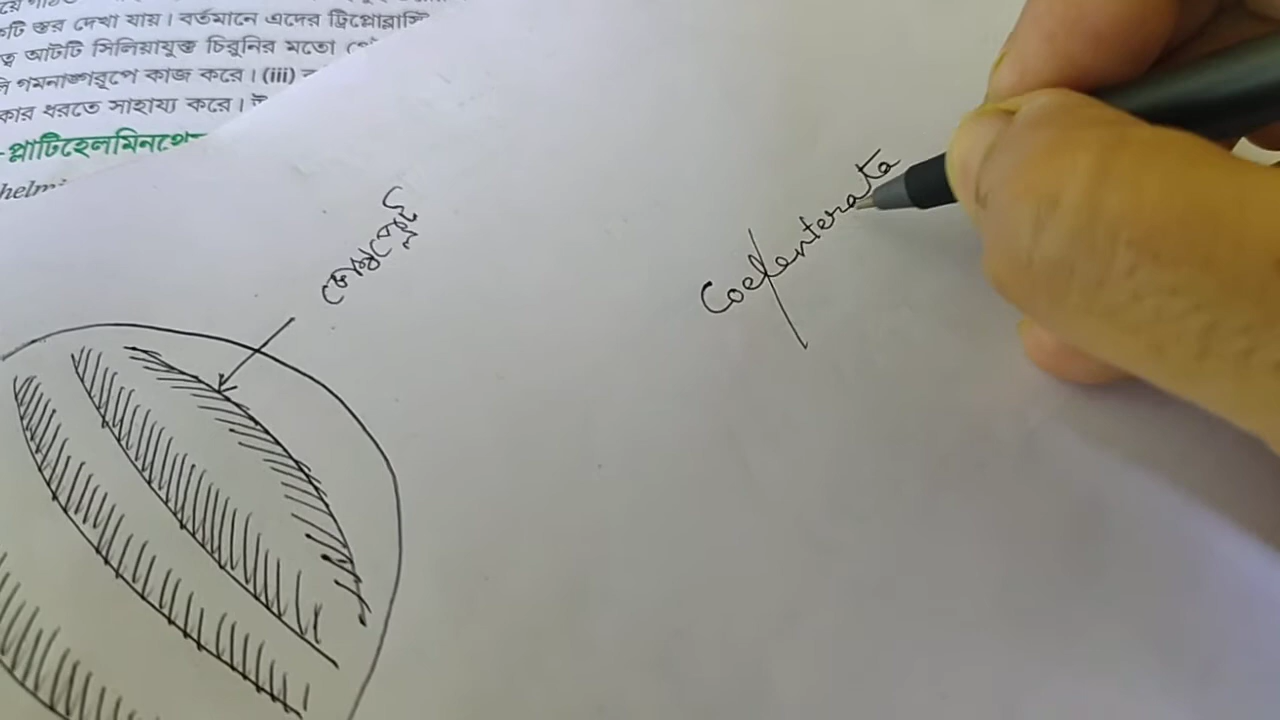 টি স্তর দেখা যায়। বর্তমানে এদের ট্রিপ্লোব্লাস্টি
আটটি সিলিয়াযুক্ত চিরুনির মতো
গমনাঙ্গরূপে কাজ করে। (iii)
ধরতে সাহায্য করে।
-প্লাটিহেলমিনথে
helmi
কোম্বপ্লেট
Coelenterata